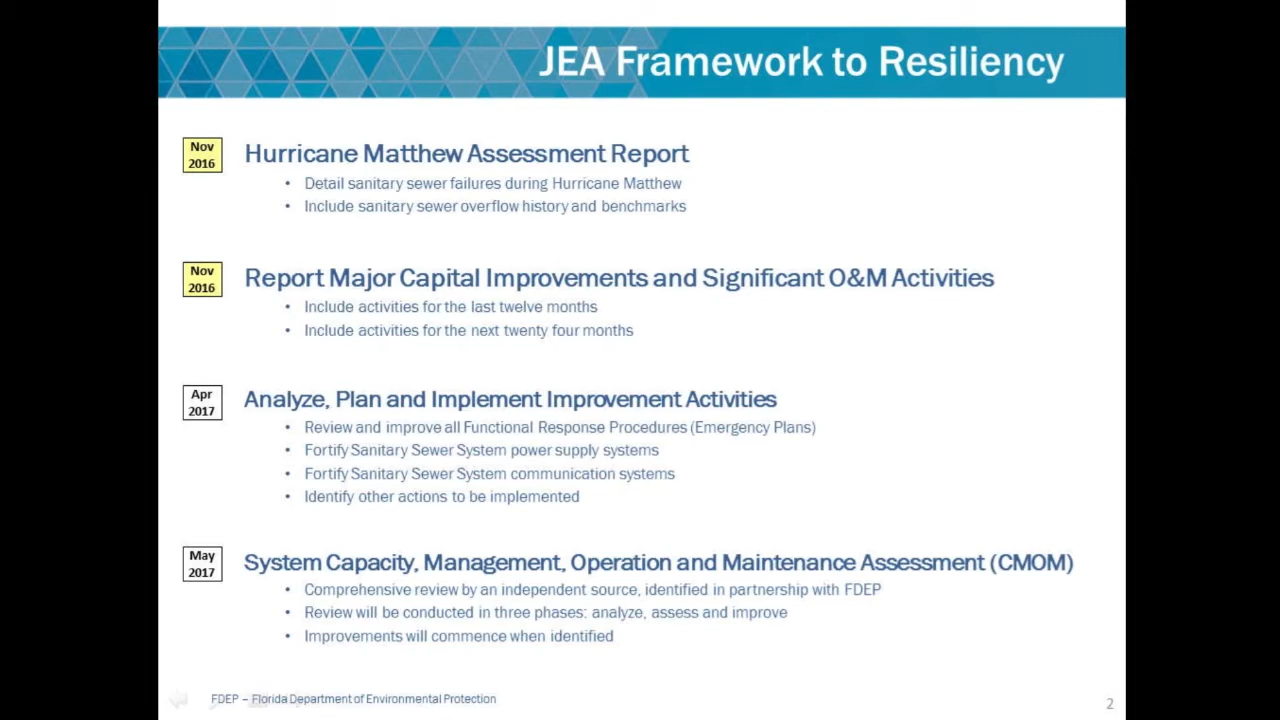 JEA Framework to Resiliency
Nov
2016
Hurricane Matthew Assessment Report
• Detail sanitary sewer failures during Hurricane Matthew
• Include sanitary sewer overflow history and benchmarks
Nov
2016
Report Major Capital Improvements and Significant O&M Activities
• Include activities for the last twelve months
• Include activities for the next twenty four months
Apr
2017
Analyze, Plan and Implement Improvement Activities
• Review and improve all Functional Response Procedures (Emergency Plans)
• Fortify Sanitary Sewer System power supply systems
• Fortify Sanitary Sewer System communication systems
• Identify other actions to be implemented
May
2017
System Capacity, Management, Operation and Maintenance Assessment (CMOM)
• Comprehensive review by an independent source, identified in partnership with FDEP
• Review will be conducted in three phases: analyze, assess and improve
• Improvements will commence when identified
FDEP – Florida Department of Environmental Protection
2